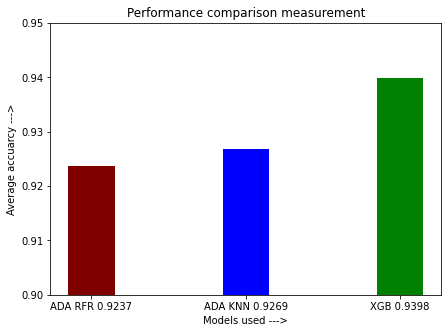 Performance comparison measurement
0.95
0.94
0.93
0.92
0.91
0.90
Average accuarcy --->
ADA RFR 0.9237
ADA KNN 0.9269
XGB 0.9398
Models used --->